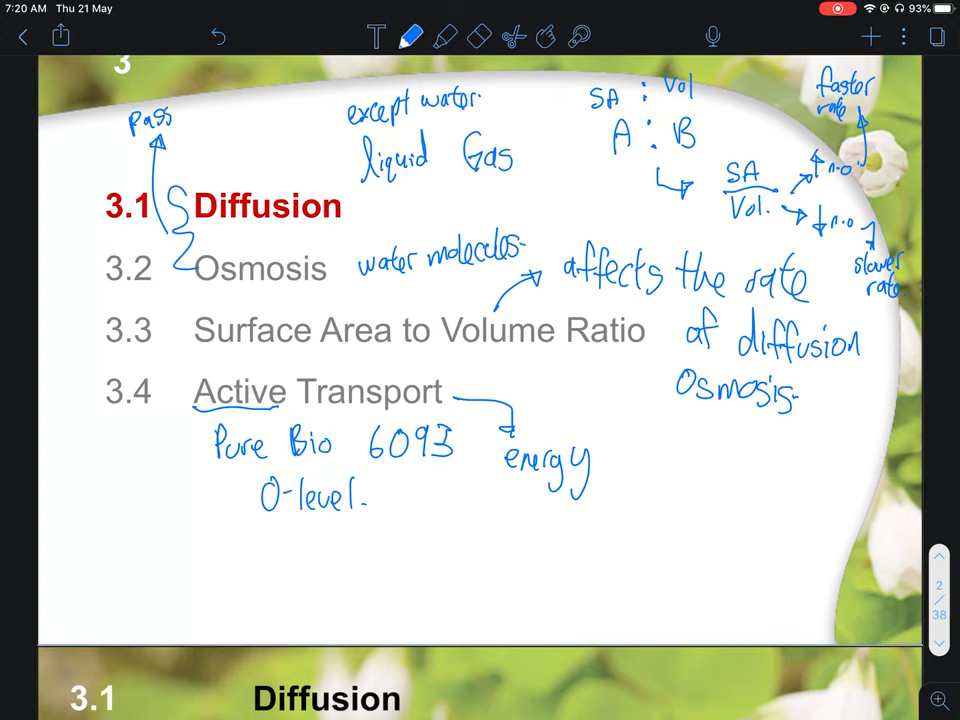 7:20 AM Thu 21 May
93%
3
pass
except water.
liquid Gas
SA : Vol
A : B
SA
Vol.
↑ n.o
faster
rate
↓ n.o
slower
rate.
3.1 Diffusion
3.2 Osmosis
water molecules.
3.3 Surface Area to Volume Ratio
affects the rate
of diffusion
Osmosis.
3.4 Active Transport
energy
Pure Bio 6093
O-level.
2
/
38
3.1 Diffusion